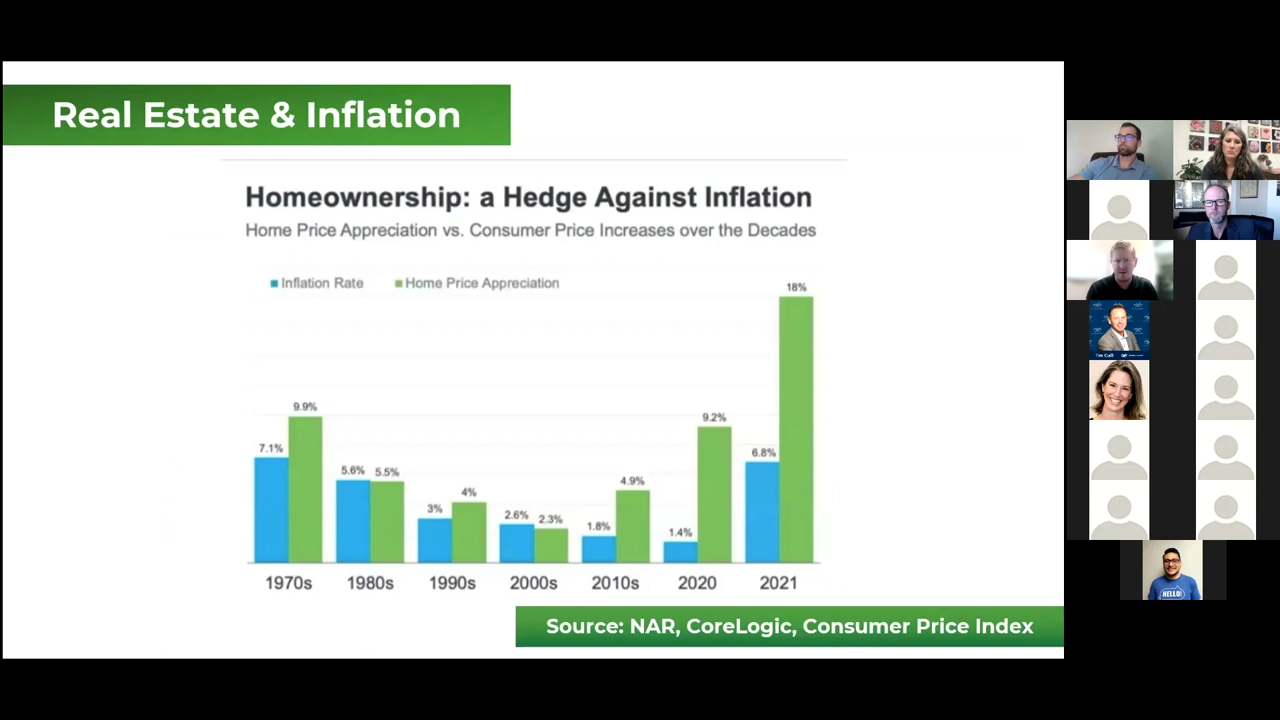 Real Estate & Inflation
Homeownership: a Hedge Against Inflation
Home Price Appreciation vs. Consumer Price Increases over the Decades
Inflation Rate
Home Price Appreciation
7.1%
9.9%
5.6%
5.5%
3%
4%
2.6%
2.3%
1.8%
4.9%
1.4%
9.2%
6.8%
18%
1970s
1980s
1990s
2000s
2010s
2020
2021
Source: NAR, CoreLogic, Consumer Price Index
HELLO!